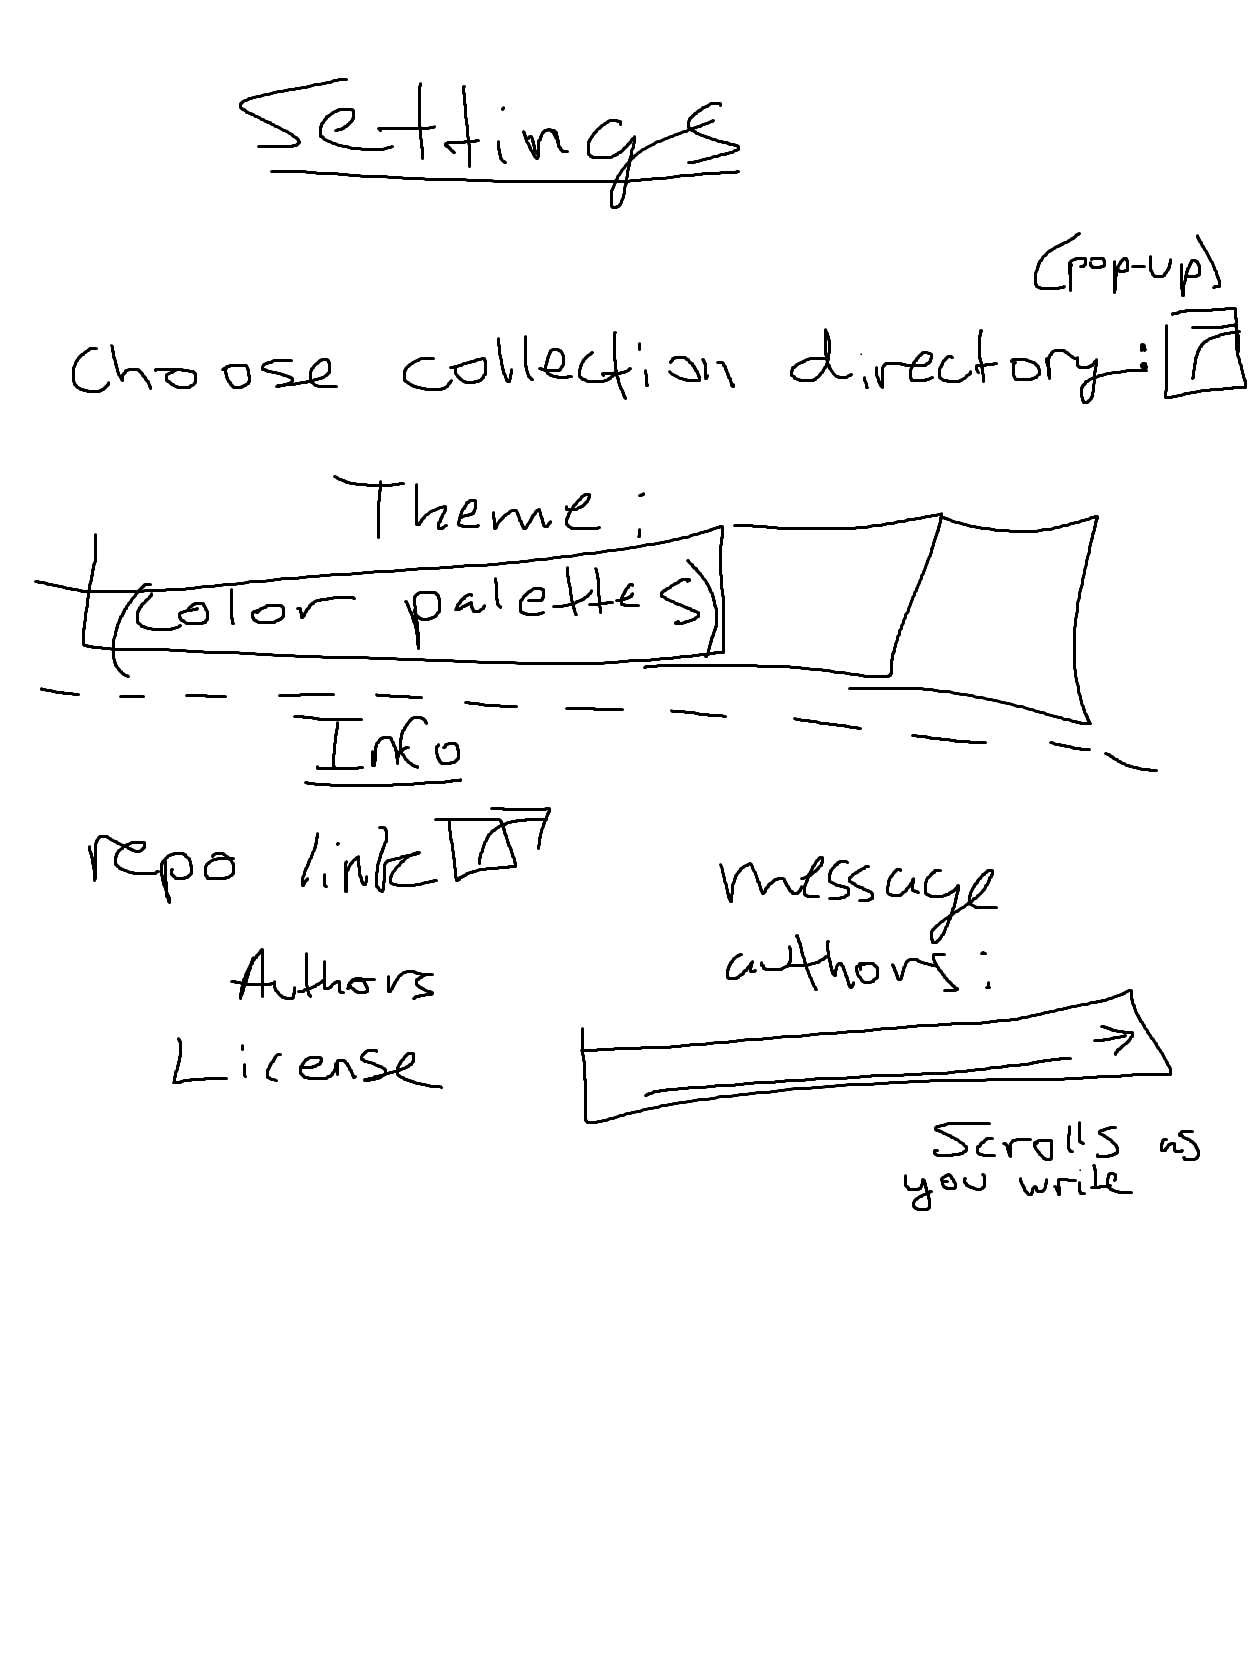 Settings
(pop-up)
Choose collection directory:
Theme:
(color palettes)
Info
repo link
message
authors:
Authors
License
Scrolls as
you write